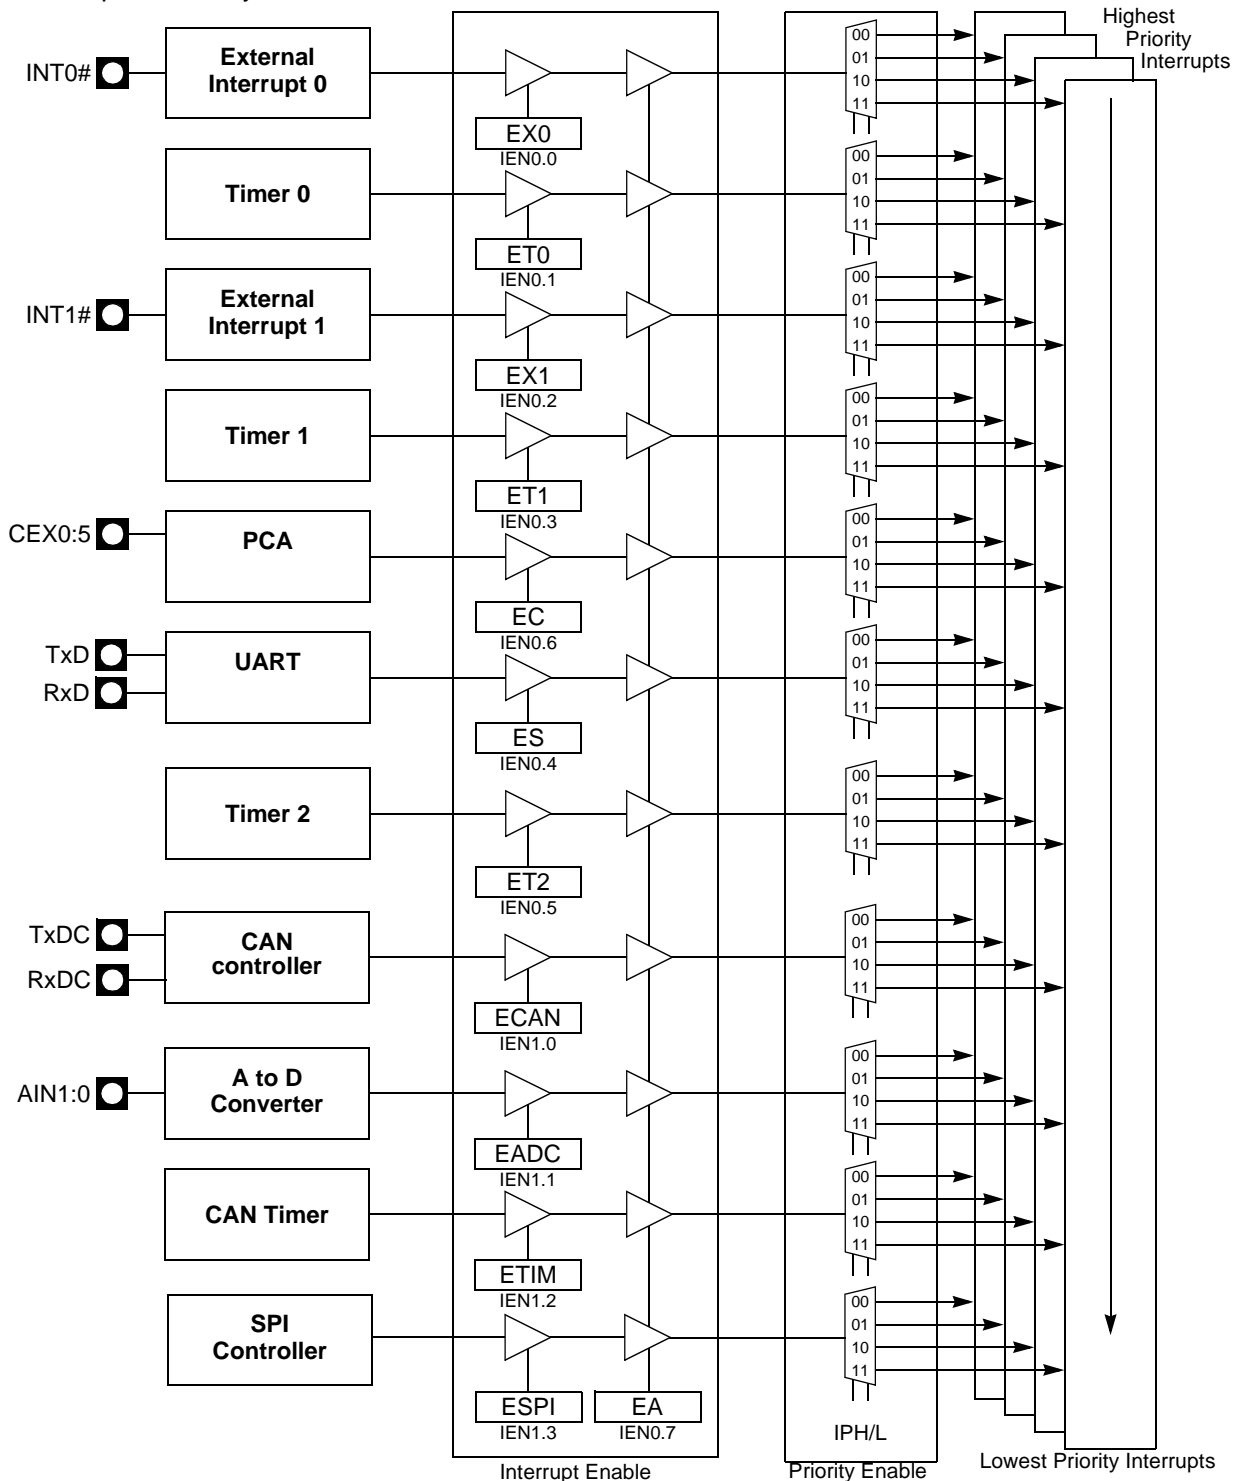 Highest
Priority
Interrupts
INT0#
External
Interrupt 0
EX0
IEN0.0
00
01
10
11
Timer 0
ET0
IEN0.1
00
01
10
11
INT1#
External
Interrupt 1
EX1
IEN0.2
00
01
10
11
Timer 1
ET1
IEN0.3
00
01
10
11
CEX0:5
PCA
EC
IEN0.6
00
01
10
11
TxD
RxD
UART
ES
IEN0.4
00
01
10
11
Timer 2
ET2
IEN0.5
00
01
10
11
TxDC
RxDC
CAN
controller
ECAN
IEN1.0
00
01
10
11
AIN1:0
A to D
Converter
EADC
IEN1.1
00
01
10
11
CAN Timer
ETIM
IEN1.2
00
01
10
11
SPI
Controller
ESPI
IEN1.3
EA
IEN0.7
00
01
10
11
IPH/L
Interrupt Enable
Priority Enable
Lowest Priority Interrupts